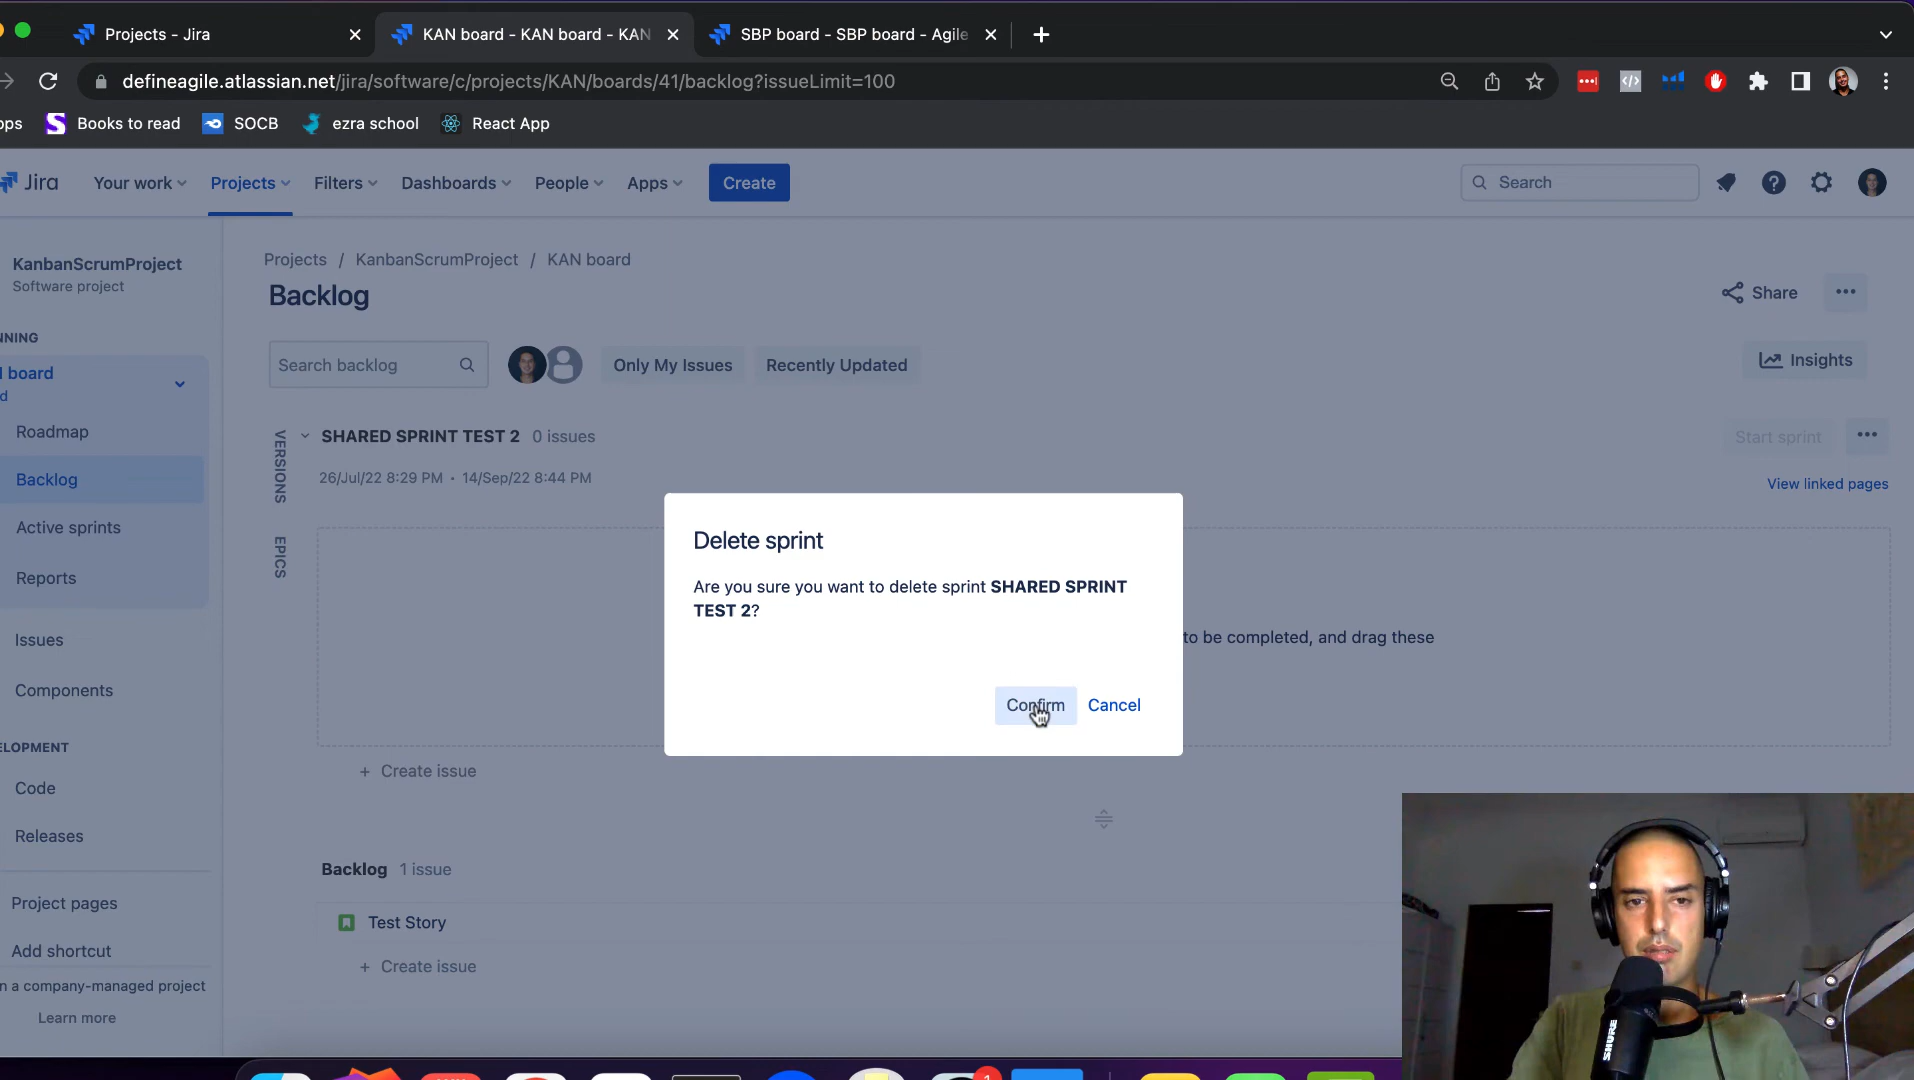 Projects - Jira
KAN board - KAN board - KAN
SBP board - SBP board - Agile
defineagile.atlassian.net/jira/software/c/projects/KAN/boards/41/backlog?issueLimit=100
ops
Books to read
SOCB
ezra school
React App
Jira
Your work
Projects
Filters
Dashboards
People
Apps
Create
Search
KanbanScrumProject
Software project
Projects / KanbanScrumProject / KAN board
Backlog
Share
NNING
Search backlog
Only My Issues
Recently Updated
Insights
l board
d
Roadmap
Backlog
Active sprints
Reports
Issues
Components
VERSIONS
EPICS
SHARED SPRINT TEST 2 0 issues
Start sprint
26/Jul/22 8:29 PM • 14/Sep/22 8:44 PM
View linked pages
Delete sprint
Are you sure you want to delete sprint SHARED SPRINT
TEST 2?
to be completed, and drag these
Confirm
Cancel
+ Create issue
ELOPMENT
Code
Releases
Backlog 1 issue
Test Story
+ Create issue
Project pages
Add shortcut
n a company-managed project
Learn more
1
SHURE